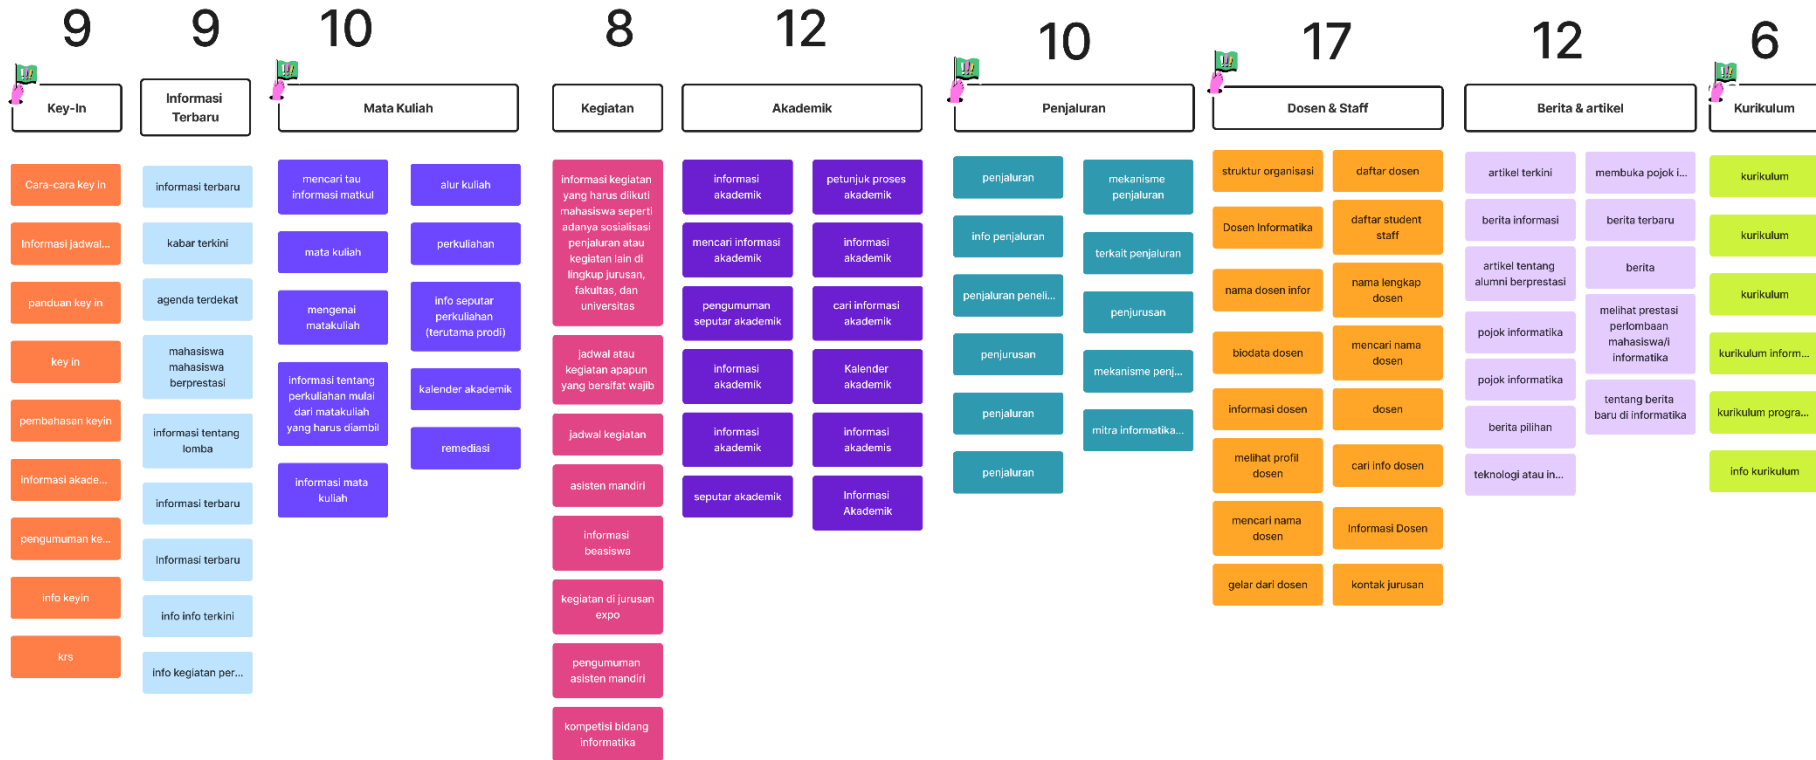 9
9
10
8
12
10
17
12
6
Key-In
Informasi
Terbaru
Mata Kuliah
Kegiatan
Akademik
Penjaluran
Dosen & Staff
Berita & artikel
Kurikulum
Cara-cara key in
Informasi jadwal...
panduan key in
key in
pembahasan keyin
informasi akade...
pengumuman ke...
info keyin
krs
informasi terbaru
kabar terkini
agenda terdekat
mahasiswa
mahasiswa
berprestasi
informasi tentang
lomba
informasi terbaru
Informasi terbaru
info info terkini
info kegiatan per...
mencari tau
informasi matkul
mata kuliah
mengenai
matakuliah
informasi tentang
perkuliahan mulai
dari matakuliah
yang harus diambil
informasi mata
kuliah
alur kuliah
perkuliahan
info seputar
perkuliahan
(terutama prodi)
kalender akademik
remediasi
informasi kegiatan
yang harus diikuti
mahasiswa seperti
adanya sosialisasi
penjaluran atau
kegiatan lain di
lingkup jurusan,
fakultas, dan
universitas
jadwal atau
kegiatan apapun
yang bersifat wajib
jadwal kegiatan
asisten mandiri
informasi
beasiswa
kegiatan di jurusan
expo
pengumuman
asisten mandiri
kompetisi bidang
informatika
informasi
akademik
mencari informasi
akademik
pengumuman
seputar akademik
informasi
akademik
informasi
akademik
seputar akademik
petunjuk proses
akademik
informasi
akademik
cari informasi
akademik
Kalender
akademik
informasi
akademis
Informasi
Akademik
penjaluran
info penjaluran
penjaluran peneli...
penjurusan
penjaluran
penjaluran
mekanisme
penjaluran
terkait penjaluran
penjurusan
mekanisme penj...
mitra informatika...
struktur organisasi
Dosen Informatika
nama dosen infor
biodata dosen
informasi dosen
melihat profil
dosen
mencari nama
dosen
gelar dari dosen
daftar dosen
daftar student
staff
nama lengkap
dosen
mencari nama
dosen
dosen
cari info dosen
Informasi Dosen
kontak jurusan
artikel terkini
berita informasi
artikel tentang
alumni berprestasi
pojok informatika
pojok informatika
berita pilihan
teknologi atau in...
membuka pojok i...
berita terbaru
berita
melihat prestasi
perlombaan
mahasiswa/i
informatika
tentang berita
baru di informatika
kurikulum
kurikulum
kurikulum
kurikulum inform...
kurikulum progra...
info kurikulum